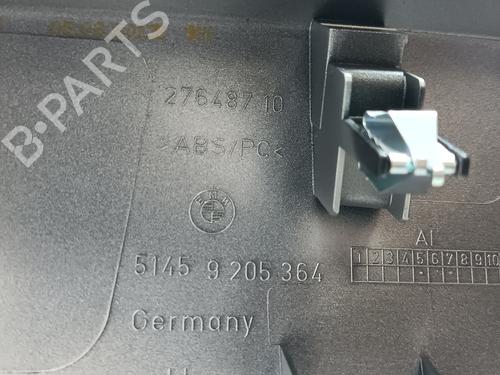 27648710
>ABS/PC<
BMW
5145 9 205 364
AI
1 2 3 4 5 6 7 8 9 10
Germany
B-PARTS